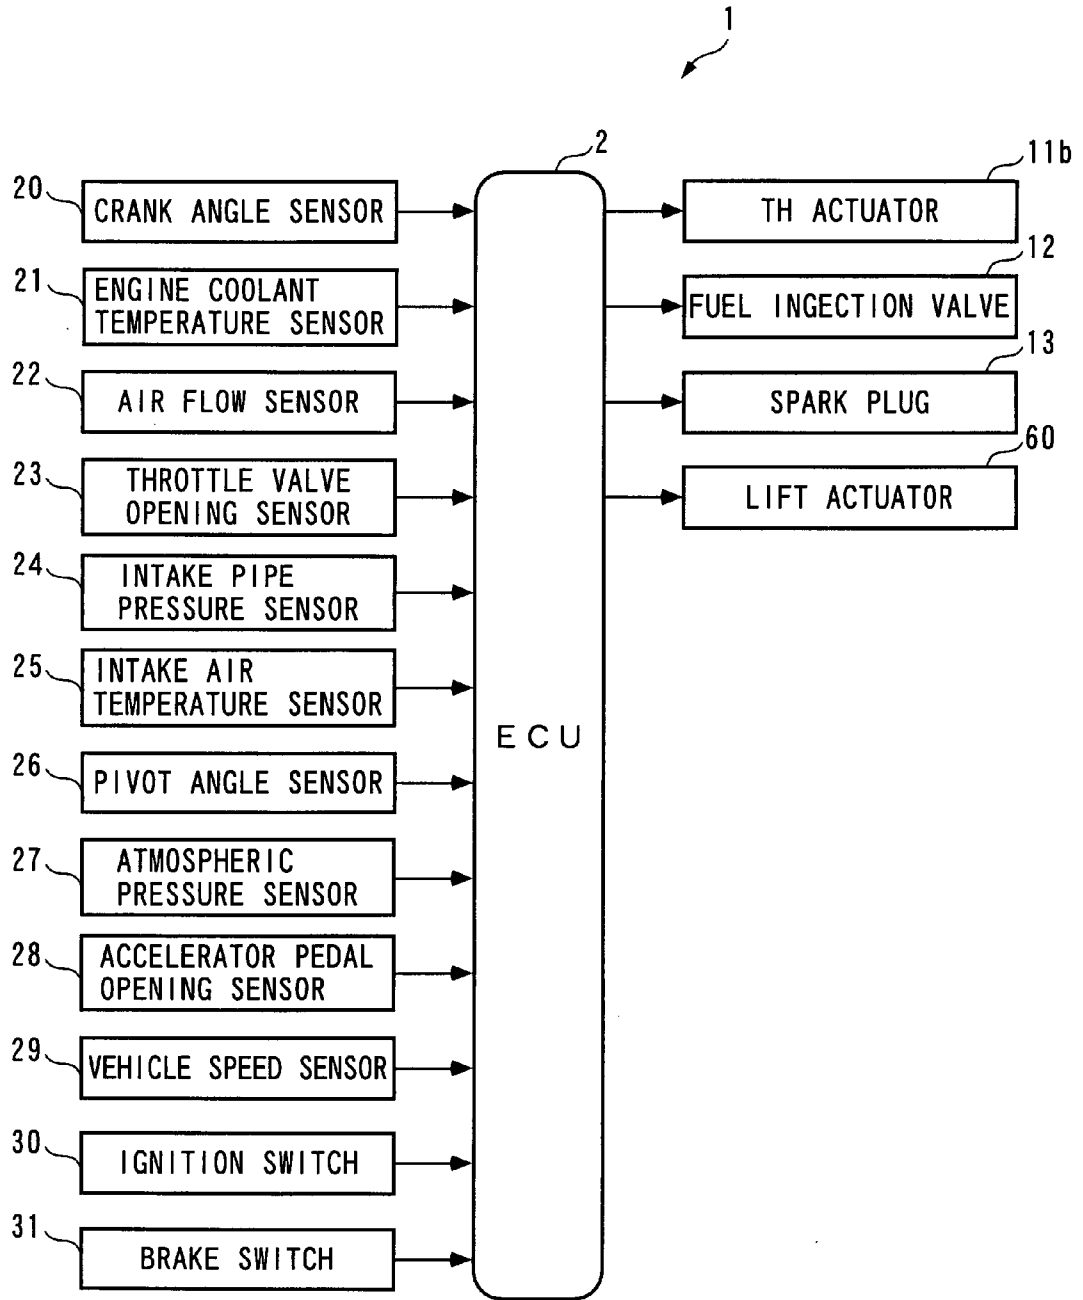 1
2
20
CRANK ANGLE SENSOR
21
ENGINE COOLANT
TEMPERATURE SENSOR
22
AIR FLOW SENSOR
23
THROTTLE VALVE
OPENING SENSOR
24
INTAKE PIPE
PRESSURE SENSOR
25
INTAKE AIR
TEMPERATURE SENSOR
26
PIVOT ANGLE SENSOR
27
ATMOSPHERIC
PRESSURE SENSOR
28
ACCELERATOR PEDAL
OPENING SENSOR
29
VEHICLE SPEED SENSOR
30
IGNITION SWITCH
31
BRAKE SWITCH
ECU
11b
TH ACTUATOR
12
FUEL INGECTION VALVE
13
SPARK PLUG
60
LIFT ACTUATOR